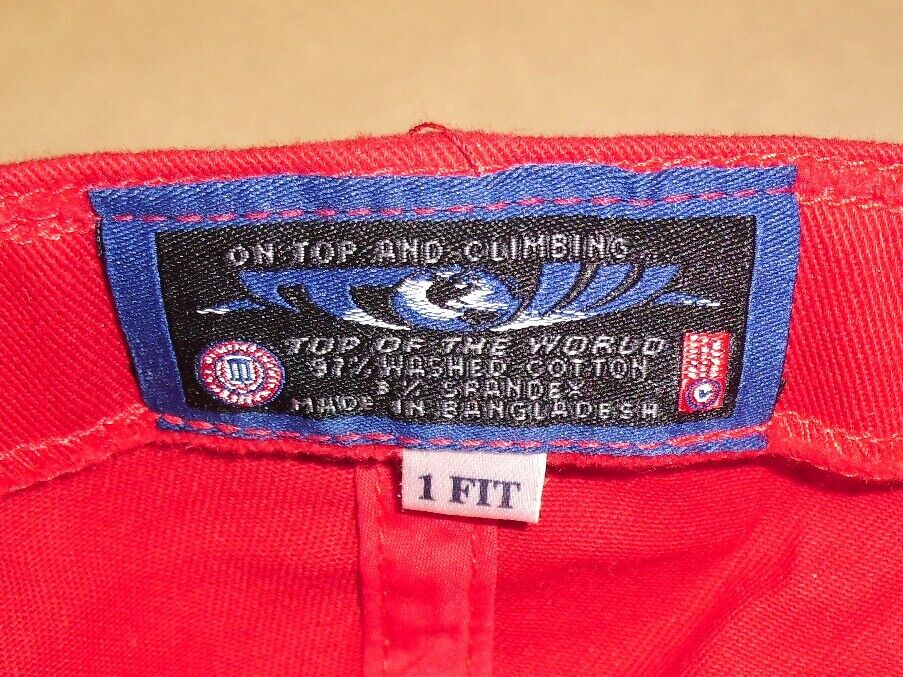 ON TOP AND CLIMBING...
TOP OF THE WORLD
97% WASHED COTTON
3% SPANDEX
MADE IN BANGLADESH
1 FIT